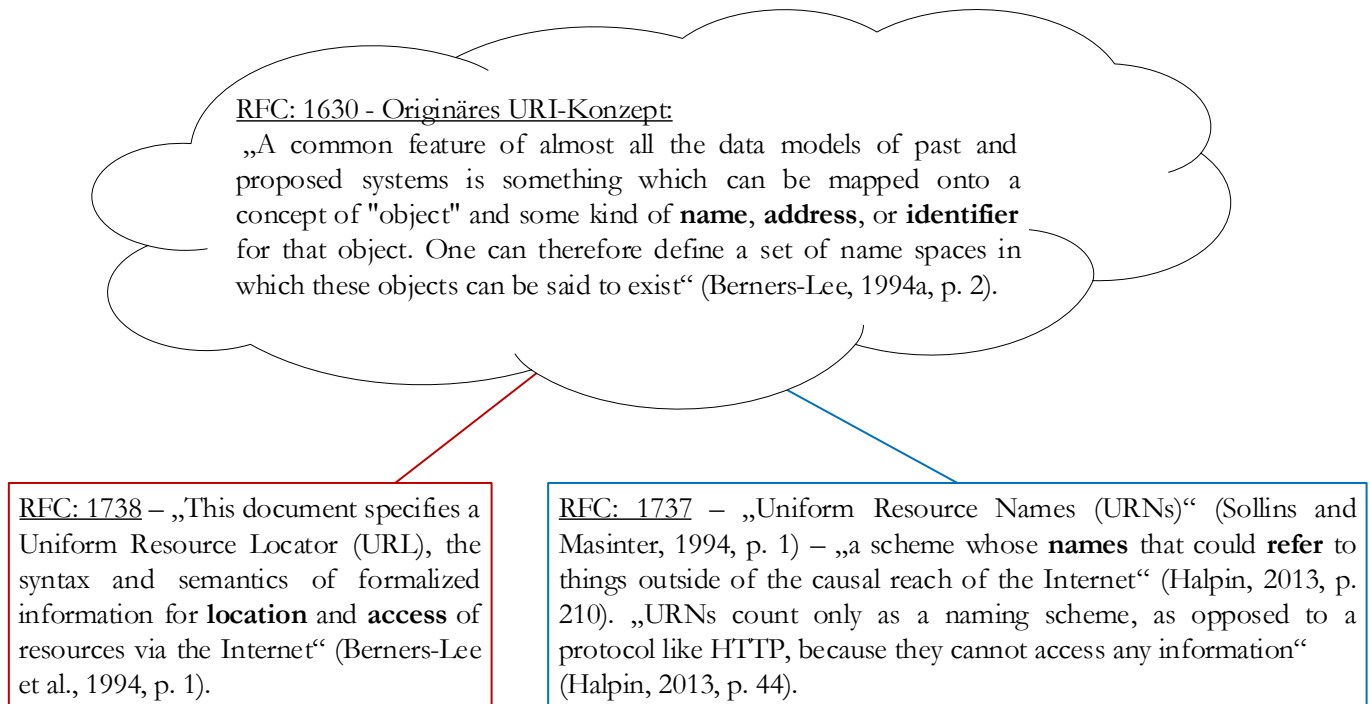 RFC: 1630 - Originäres URI-Konzept:
„A common feature of almost all the data models of past and
proposed systems is something which can be mapped onto a
concept of "object" and some kind of name, address, or identifier
for that object. One can therefore define a set of name spaces in
which these objects can be said to exist“ (Berners-Lee, 1994a, p. 2).
RFC: 1738 – „This document specifies a
Uniform Resource Locator (URL), the
syntax and semantics of formalized
information for location and access of
resources via the Internet“ (Berners-Lee
et al., 1994, p. 1).
RFC: 1737 – „Uniform Resource Names (URNs)“ (Sollins and
Masinter, 1994, p. 1) – „a scheme whose names that could refer to
things outside of the causal reach of the Internet“ (Halpin, 2013, p.
210). „URNs count only as a naming scheme, as opposed to a
protocol like HTTP, because they cannot access any information“
(Halpin, 2013, p. 44).